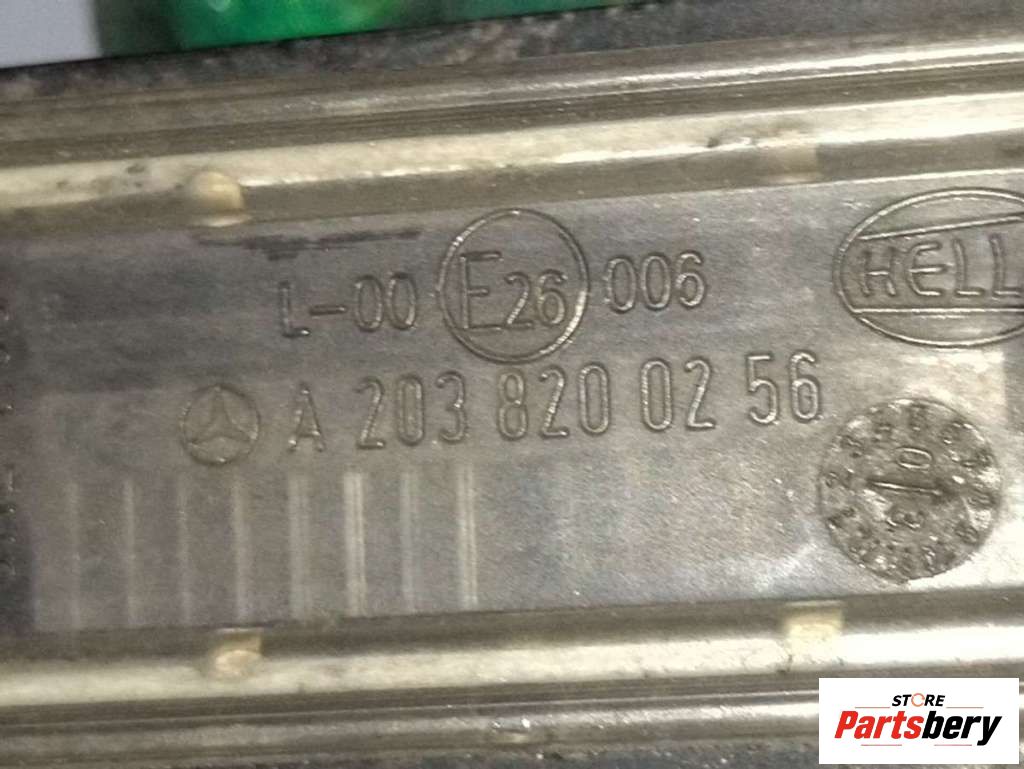 L-00 E26 006
HELL
A 203 820 02 56
STORE
Partsbery